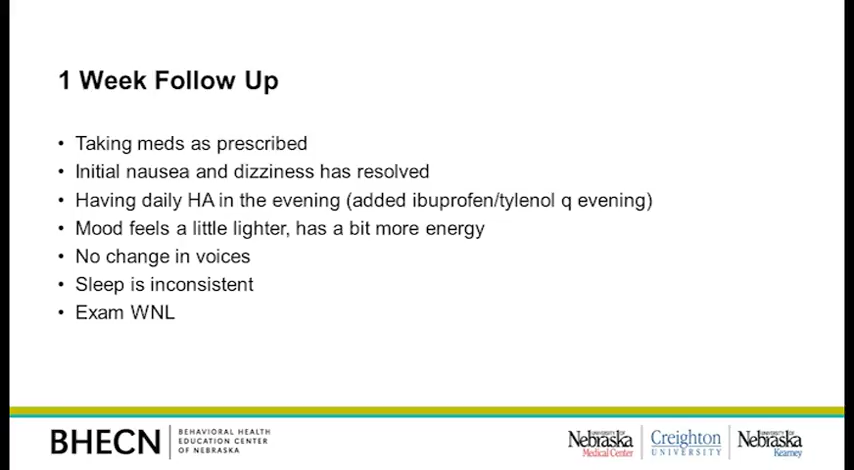 1 Week Follow Up
• Taking meds as prescribed
• Initial nausea and dizziness has resolved
• Having daily HA in the evening (added ibuprofen/tylenol q evening)
• Mood feels a little lighter, has a bit more energy
• No change in voices
• Sleep is inconsistent
• Exam WNL
BHECN
BEHAVIORAL HEALTH
EDUCATION CENTER
OF NEBRASKA
UNIVERSITY OF
Nebraska
Medical Center
Creighton
UNIVERSITY
UNIVERSITY OF
Nebraska
Kearney